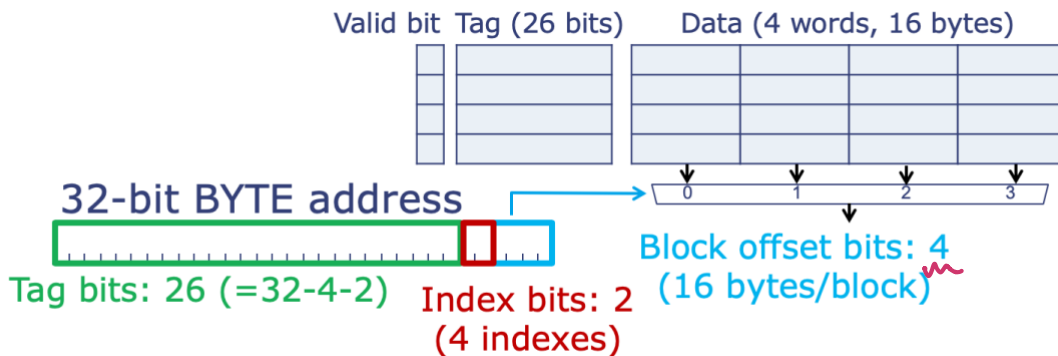 Valid bit Tag (26 bits) Data (4 words, 16 bytes)
0 1 2 3
32-bit BYTE address
Block offset bits: 4
(16 bytes/block)
Tag bits: 26 (=32-4-2)
Index bits: 2
(4 indexes)